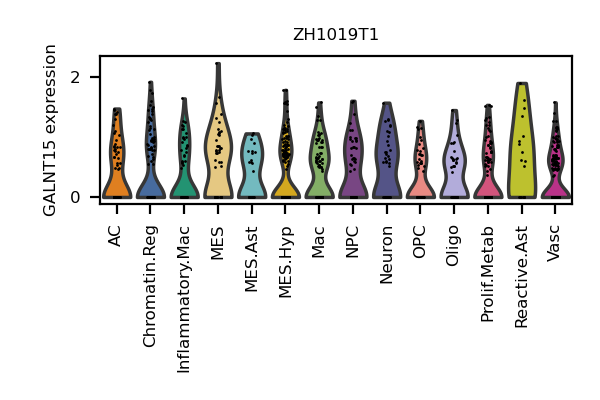 ZH1019T1
GALNT15 expression
2
0
AC
Chromatin.Reg
Inflammatory.Mac
MES
MES.Ast
MES.Hyp
Mac
NPC
Neuron
OPC
Oligo
Prolif.Metab
Reactive.Ast
Vasc